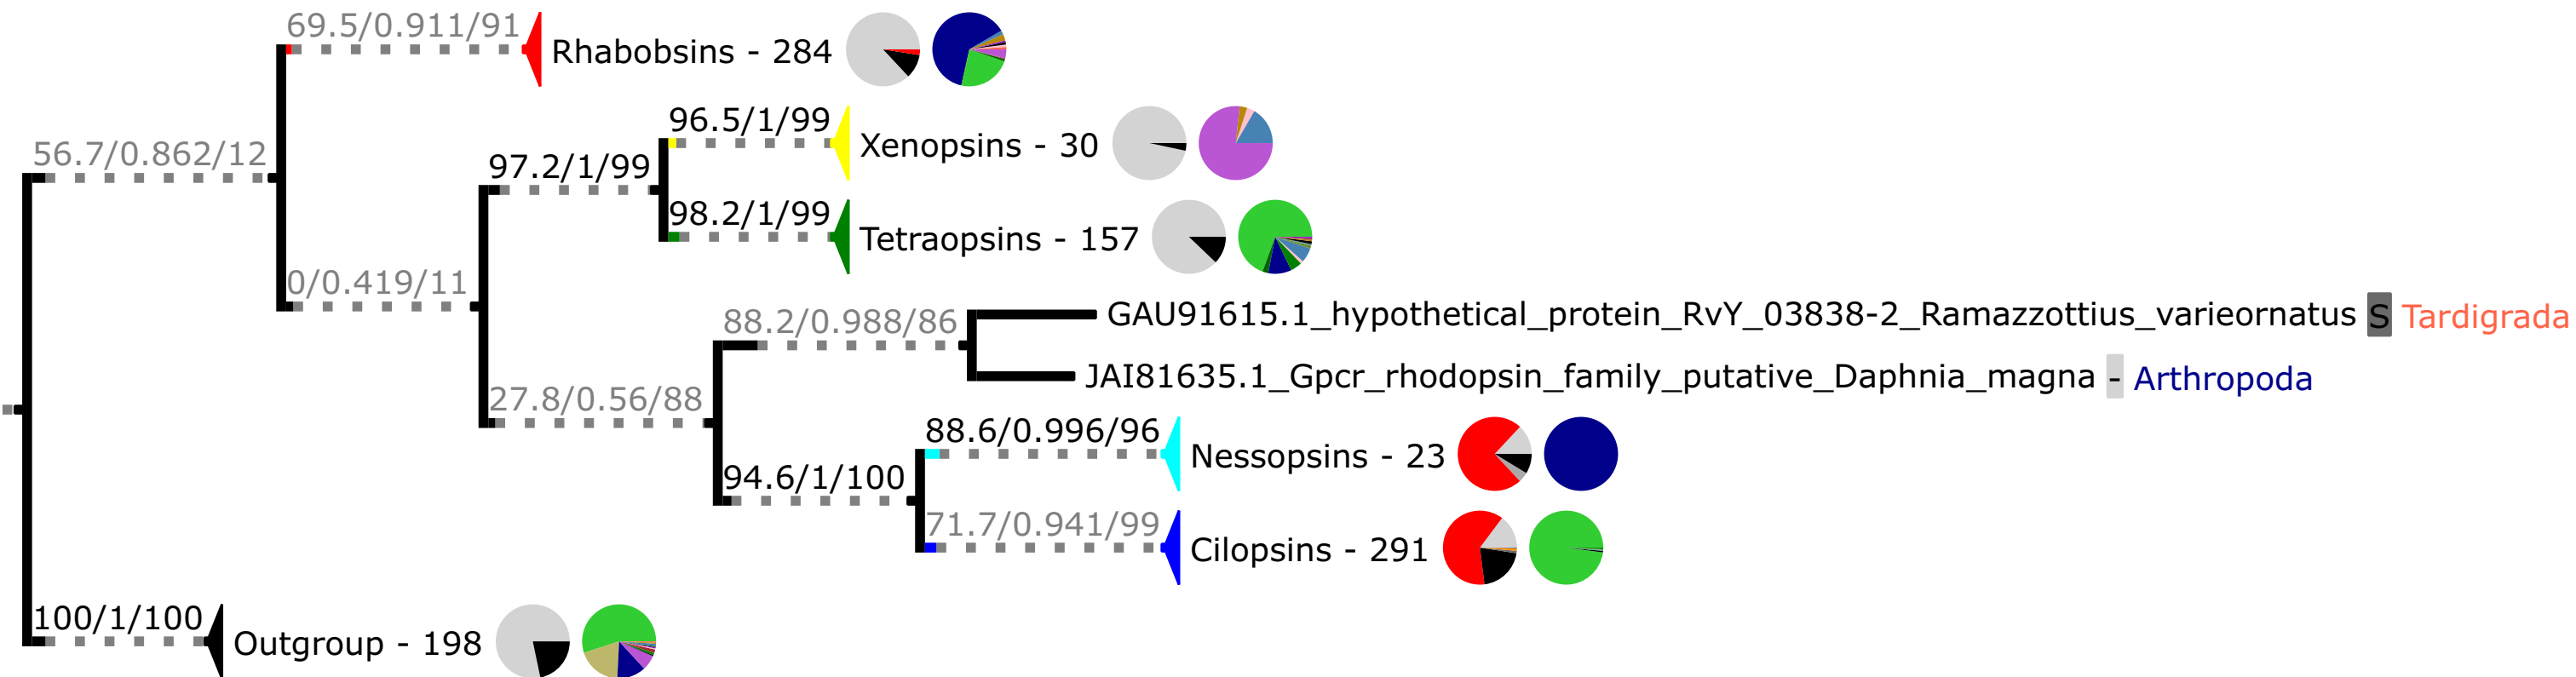 69.5/0.911/91
Rhabobsins - 284
96.5/1/99
Xenopsins - 30
56.7/0.862/12
97.2/1/99
98.2/1/99
Tetraopsins - 157
0/0.419/11
88.2/0.988/86
GAU91615.1_hypothetical_protein_RvY_03838-2_Ramazzottius_varieornatus S Tardigrada
JAI81635.1_Gpcr_rhodopsin_family_putative_Daphnia_magna - Arthropoda
27.8/0.56/88
88.6/0.996/96
Nessopsins - 23
94.6/1/100
71.7/0.941/99
Cilopsins - 291
100/1/100
Outgroup - 198